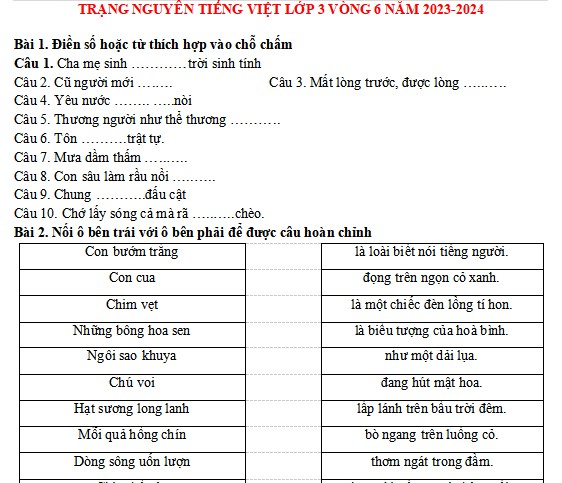 TRẠNG NGUYÊN TIẾNG VIỆT LỚP 3 VÒNG 6 NĂM 2023-2024
Bài 1. Điền số hoặc từ thích hợp vào chỗ chấm
Câu 1. Cha mẹ sinh …………trời sinh tính
Câu 2. Cũ người mới …….. Câu 3. Mất lòng trước, được lòng ……….
Câu 4. Yêu nước …….. …..nòi
Câu 5. Thương người như thể thương ………..
Câu 6. Tôn ……….trật tự.
Câu 7. Mưa dầm thấm ……….
Câu 8. Con sâu làm rầu nồi ……….
Câu 9. Chung ………..đấu cật
Câu 10. Chớ lấy sóng cả mà rã ……….chèo.
Bài 2. Nối ô bên trái với ô bên phải để được câu hoàn chỉnh
Con bướm trắng là loài biết nói tiếng người.
Con cua đọng trên ngọn cỏ xanh.
Chim vẹt là một chiếc đèn lồng tí hon.
Những bông hoa sen là biểu tượng của hoà bình.
Ngôi sao khuya như một dải lụa.
Chú voi đang hút mật hoa.
Hạt sương long lanh lấp lánh trên bầu trời đêm.
Mỗi quả hồng chín bò ngang trên luống cỏ.
Dòng sông uốn lượn thơm ngát trong đầm.